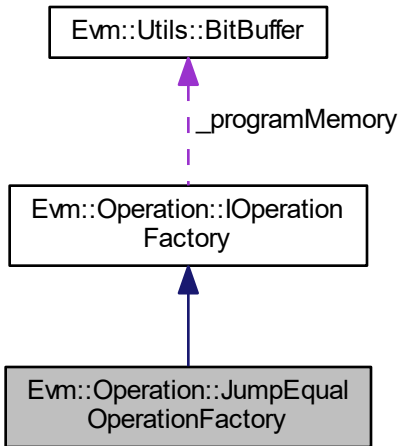 Evm::Utils::BitBuffer
_programMemory
Evm::Operation::IOperation
Factory
Evm::Operation::JumpEqual
OperationFactory